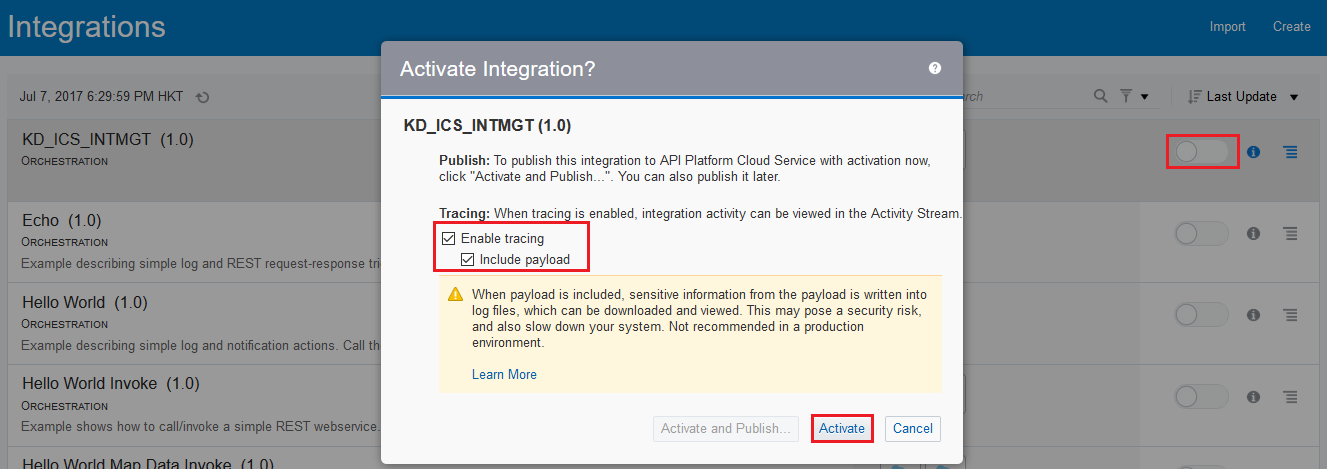 Integrations
Import
Create
Activate Integration?
Jul 7, 2017 6:29:59 PM HKT
rch
Last Update
KD_ICS_INTMGT (1.0)
ORCHESTRATION
KD_ICS_INTMGT (1.0)
Publish: To publish this integration to API Platform Cloud Service with activation now,
click "Activate and Publish...". You can also publish it later.
Tracing: When tracing is enabled, integration activity can be viewed in the Activity Stream.
Enable tracing
Include payload
When payload is included, sensitive information from the payload is written into
log files, which can be downloaded and viewed. This may pose a security risk,
and also slow down your system. Not recommended in a production
environment.
Learn More
Activate and Publish...
Activate
Cancel
Echo (1.0)
ORCHESTRATION
Example describing simple log and REST request-response tri
Hello World (1.0)
ORCHESTRATION
Example describing simple log and notification actions. Call th
Hello World Invoke (1.0)
ORCHESTRATION
Example shows how to call/invoke a simple REST webservice.
Hello World Map Data Invoke (1.0)